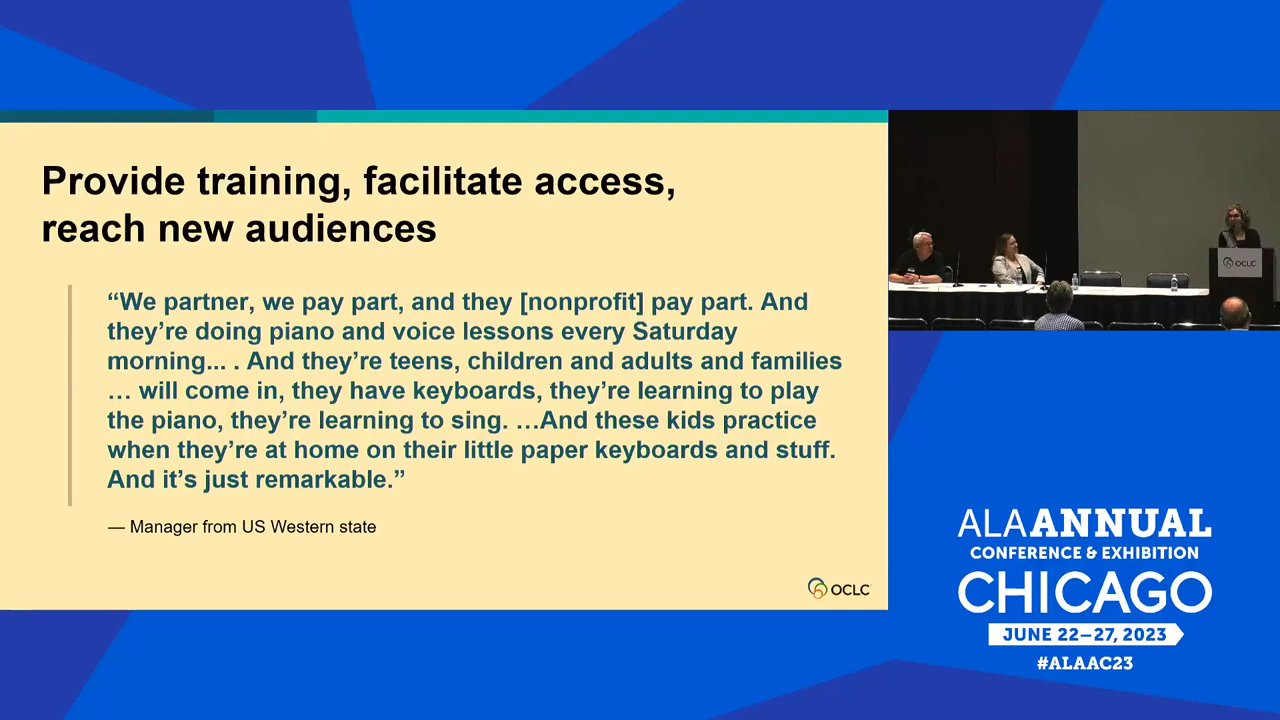 Provide training, facilitate access,
reach new audiences
“We partner, we pay part, and they [nonprofit] pay part. And
they’re doing piano and voice lessons every Saturday
morning... . And they’re teens, children and adults and families
… will come in, they have keyboards, they’re learning to play
the piano, they’re learning to sing. …And these kids practice
when they’re at home on their little paper keyboards and stuff.
And it’s just remarkable.”
— Manager from US Western state
OCLC
OCLC
ALA ANNUAL
CONFERENCE & EXHIBITION
CHICAGO
JUNE 22–27, 2023
#ALAAC23